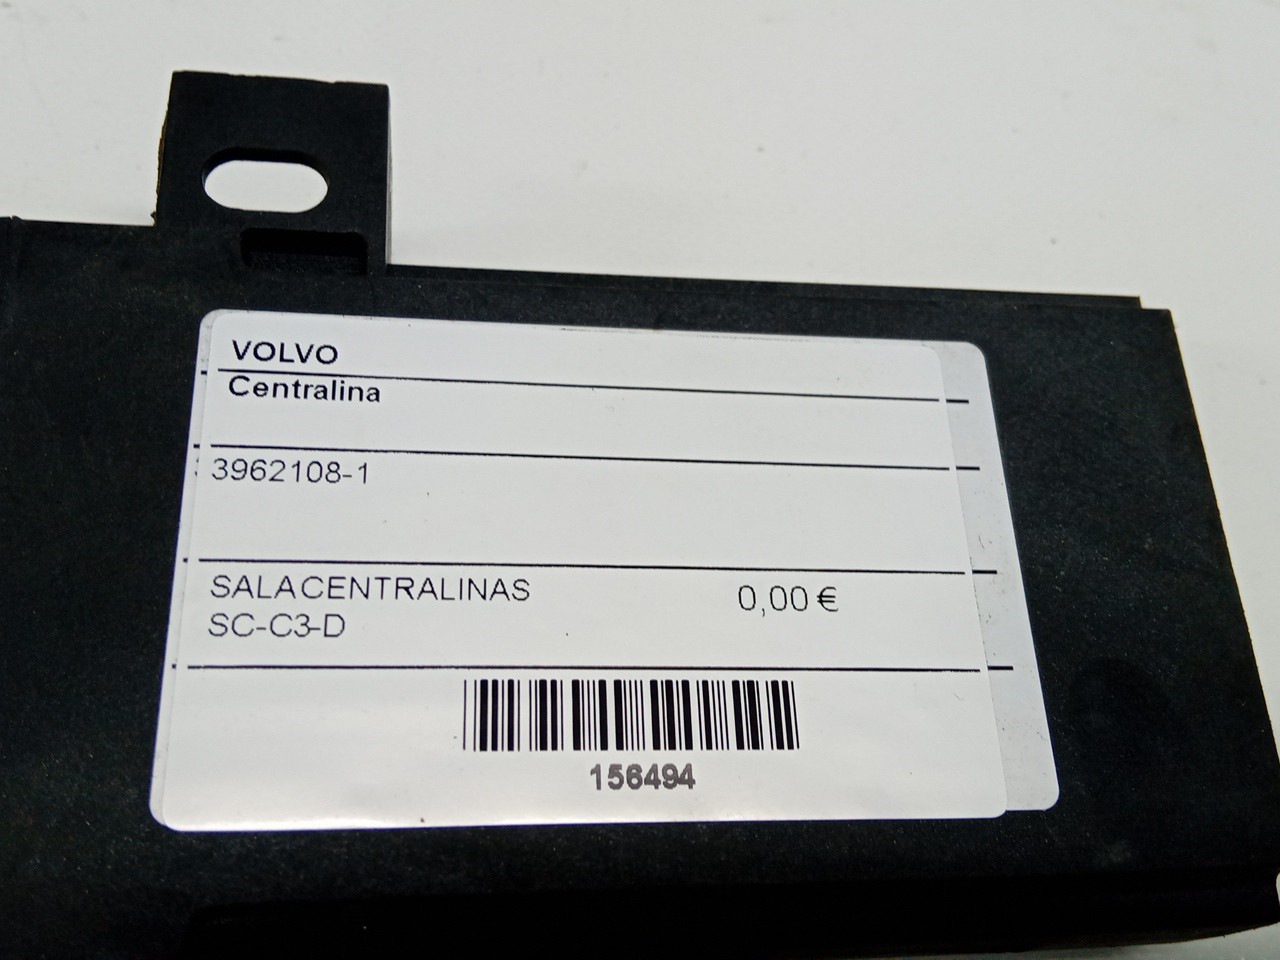 VOLVO
Centralina
3962108-1
SALACENTRALINAS
0,00 €
SC-C3-D
156494